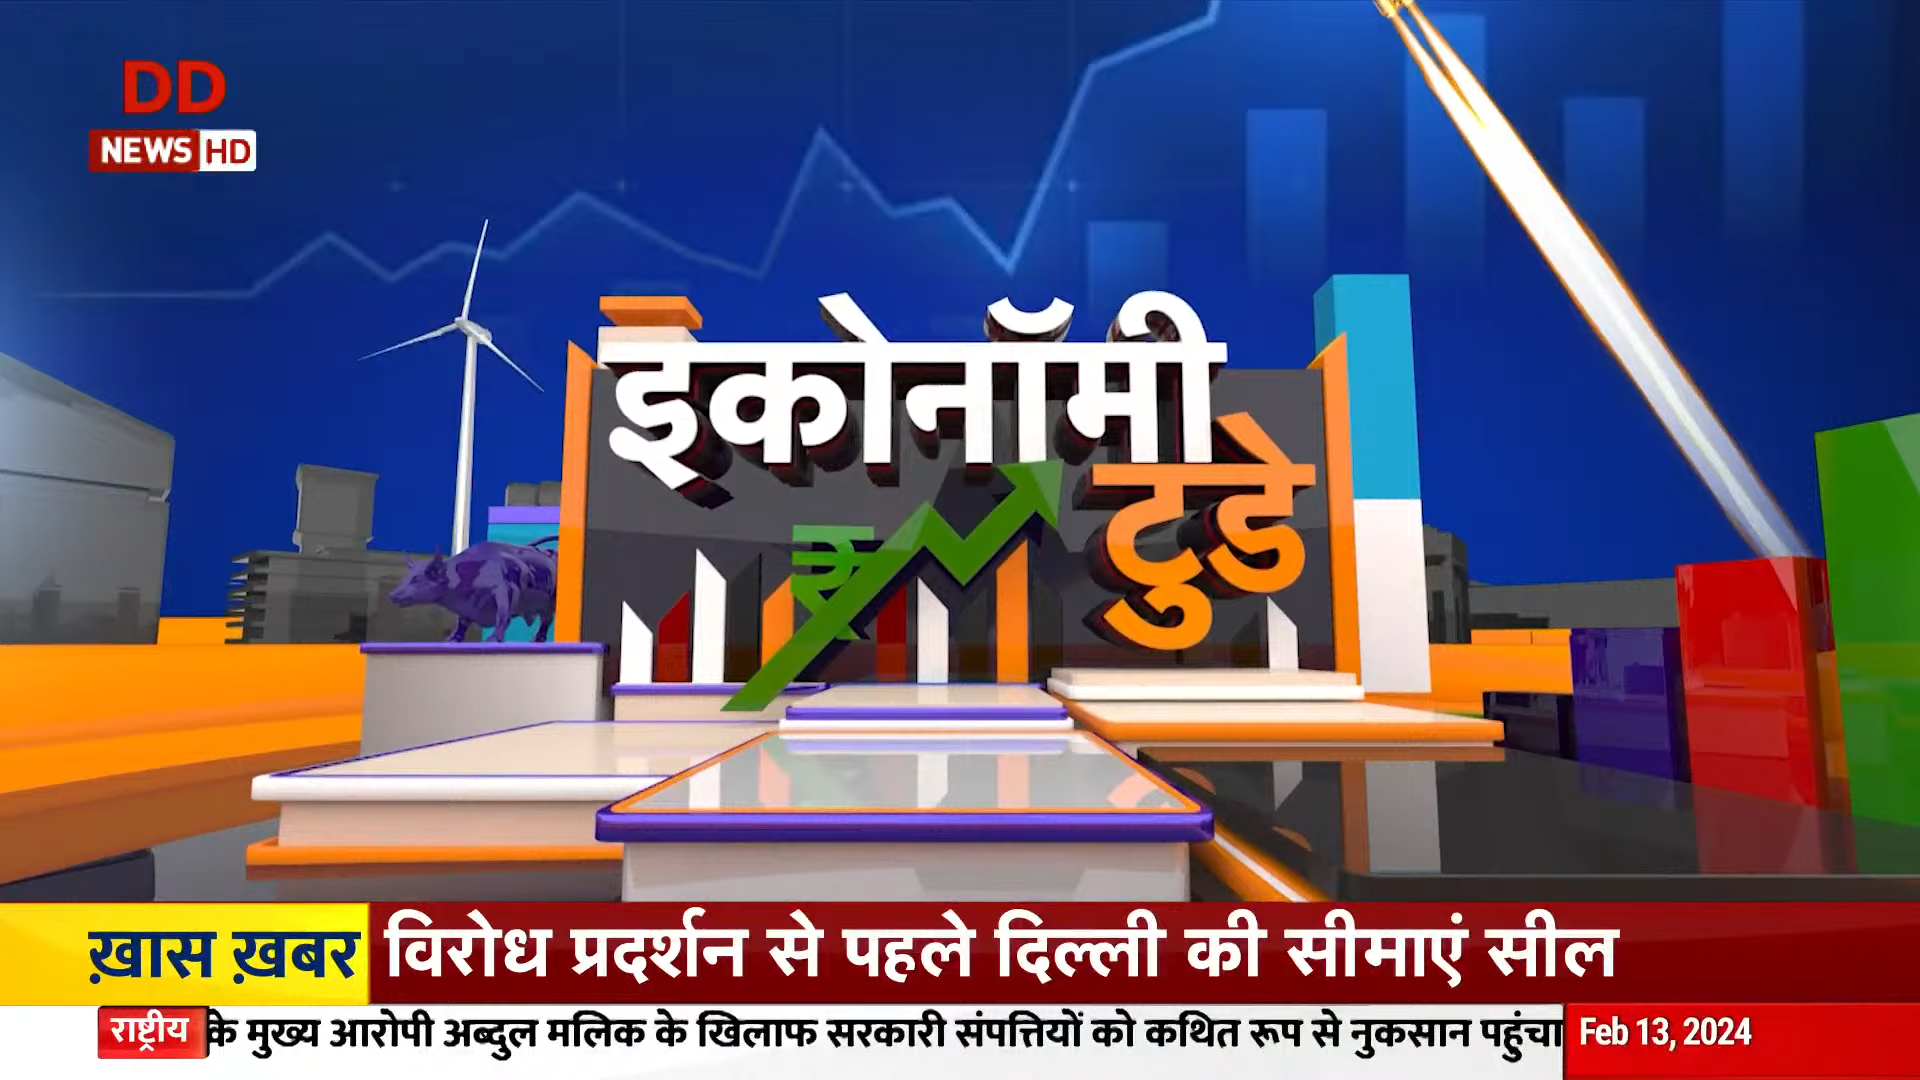 DD
NEWS HD
इकोनॉमी
टुडे
ख़ास ख़बर विरोध प्रदर्शन से पहले दिल्ली की सीमाएं सील
राष्ट्रीय के मुख्य आरोपी अब्दुल मलिक के खिलाफ सरकारी संपत्तियों को कथित रूप से नुकसान पहुंचा Feb 13, 2024